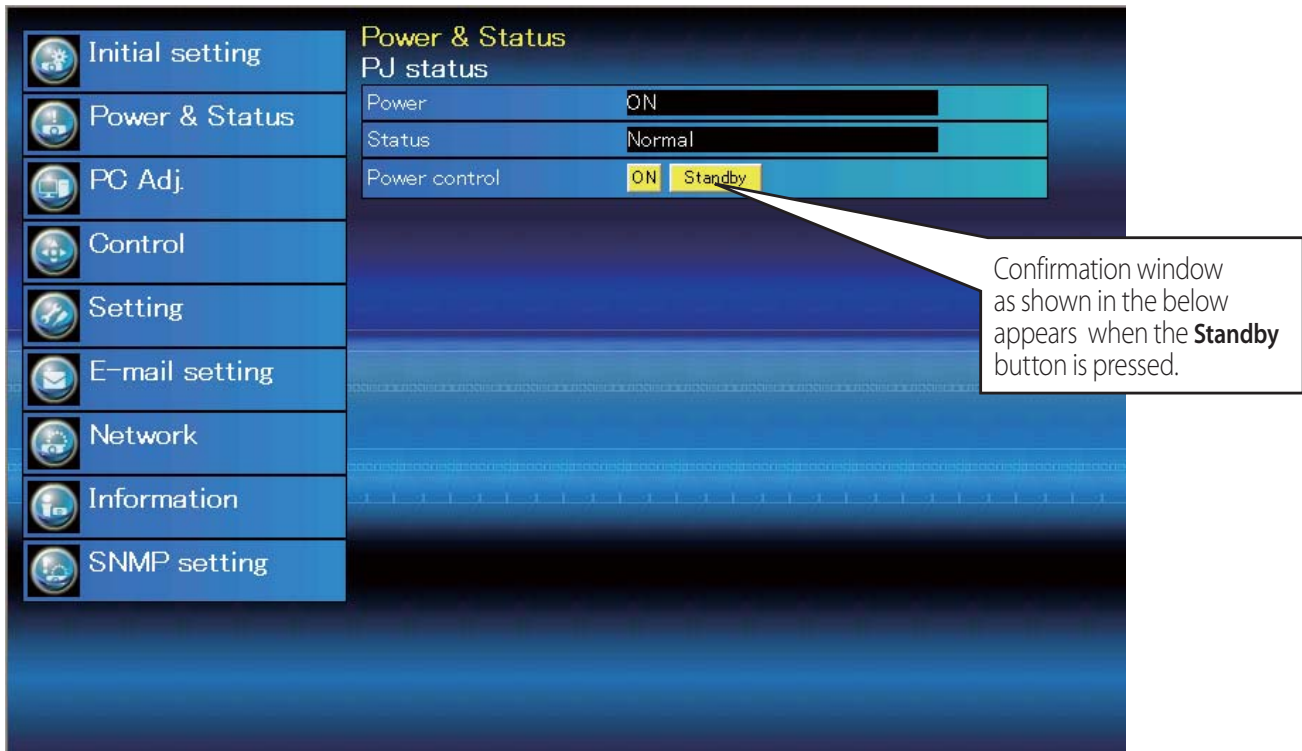 Initial setting
Power & Status
PC Adj.
Control
Setting
E-mail setting
Network
Information
SNMP setting
Power & Status
PJ status
Power ON
Status Normal
Power control ON Standby
Confirmation window
as shown in the below
appears when the Standby
button is pressed.